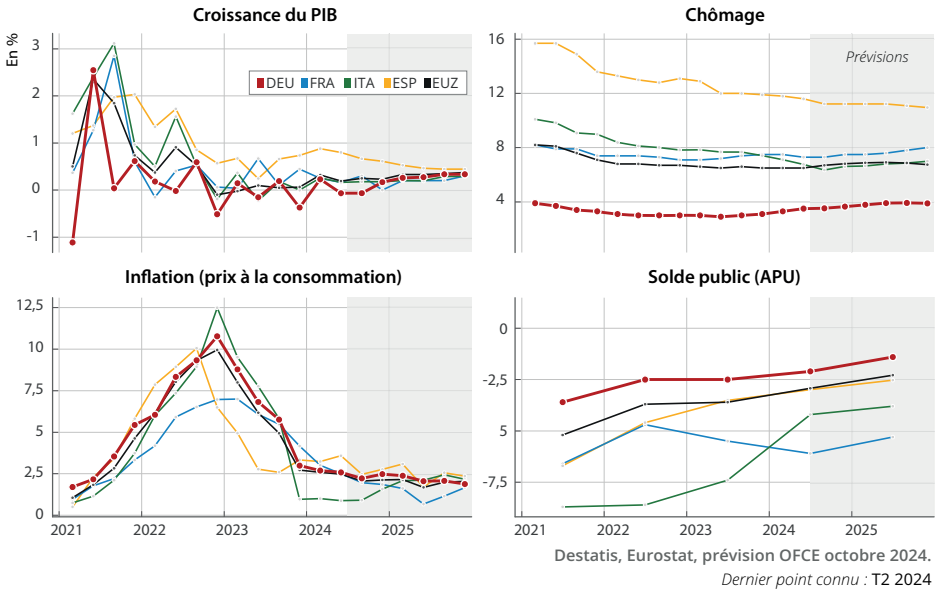 Croissance du PIB
En %
3
2
1
0
-1
DEU FRA ITA ESP EUZ
Chômage
16
12
8
4
Prévisions
Inflation (prix à la consommation)
12,5
10
7,5
5
2,5
0
2021 2022 2023 2024 2025
Solde public (APU)
0
-2,5
5
-7,5
2021 2022 2023 2024 2025
Destatis, Eurostat, prévision OFCE octobre 2024.
Dernier point connu : T2 2024